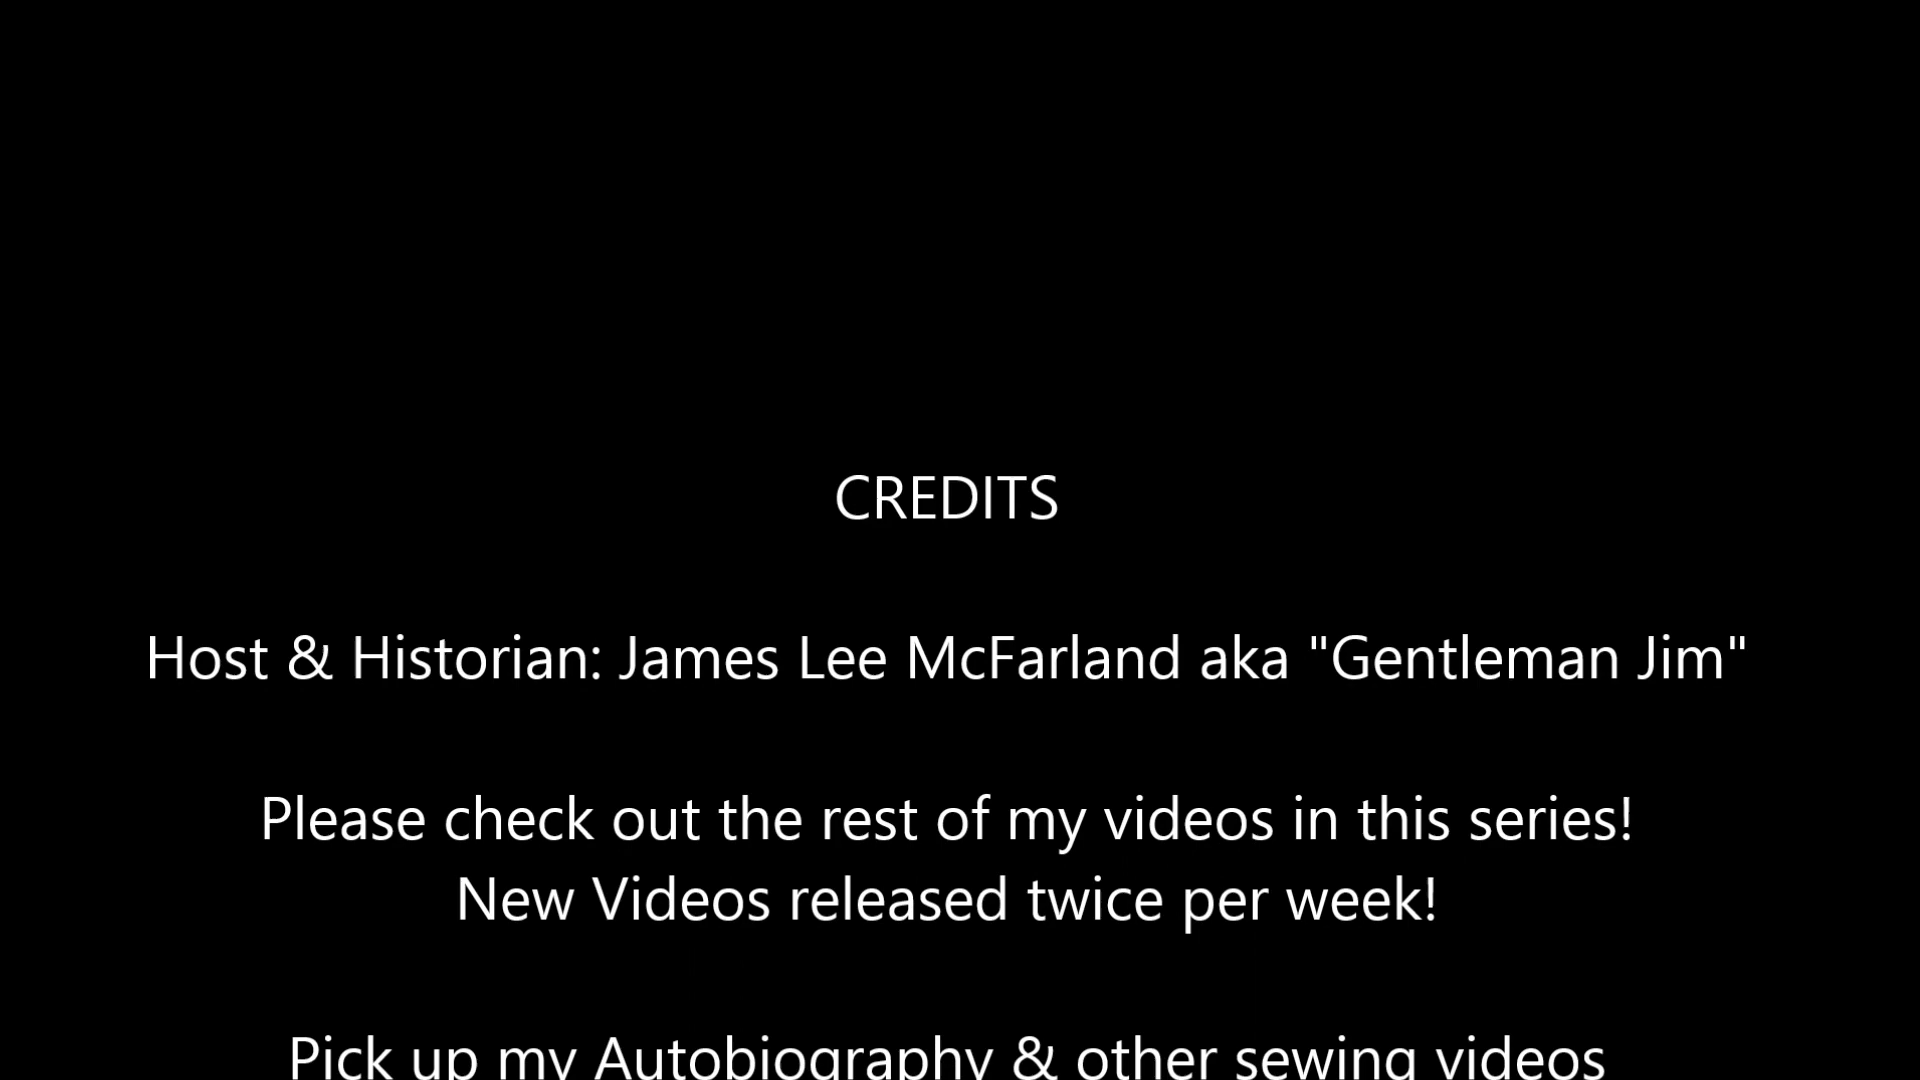 CREDITS
Host & Historian: James Lee McFarland aka "Gentleman Jim"
Please check out the rest of my videos in this series!
New Videos released twice per week!
Pick up my Autobiography & other sewing videos